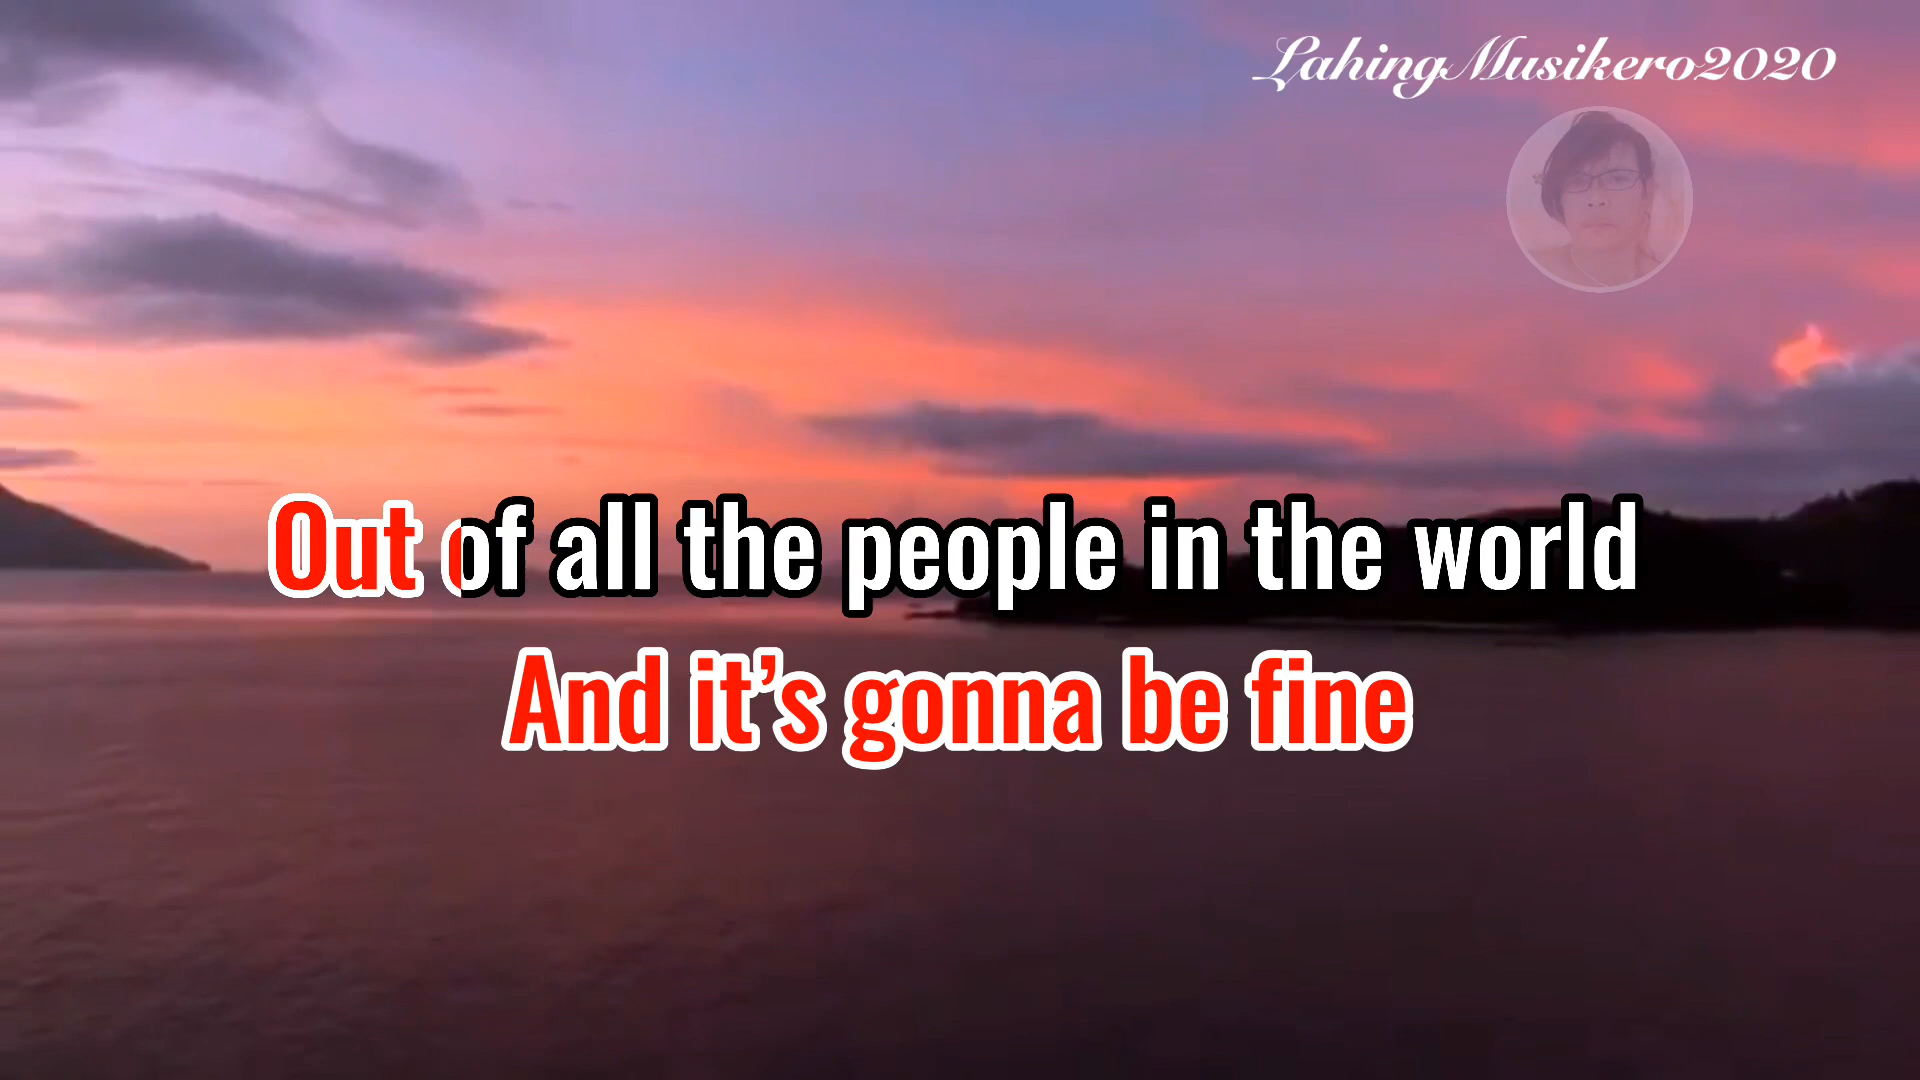 LahingMusikero2020
Out of all the people in the world
And it’s gonna be fine